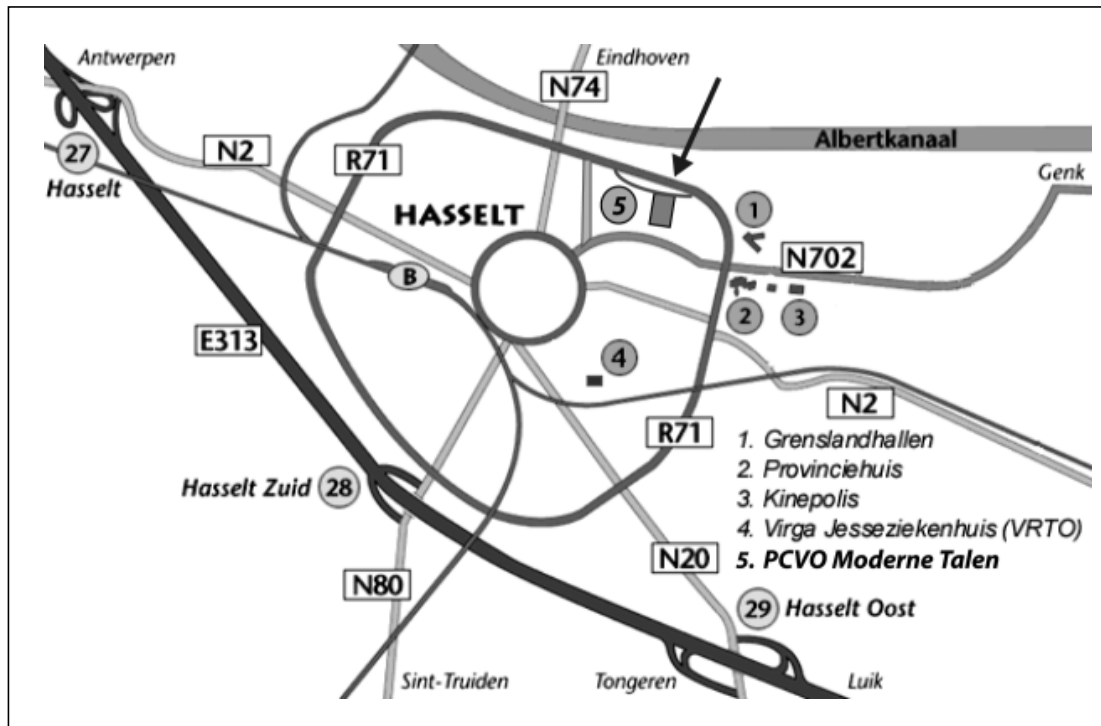 Antwerpen
Eindhoven
N74
Albertkanaal
N2
R71
27
Hasselt
Genk
HASSELT
5
1
N702
B
2
3
E313
4
N2
R71
1. Grenslandhallen
2. Provinciehuis
3. Kinepolis
4. Virga Jesseziekenhuis (VRTO)
5. PCVO Moderne Talen
Hasselt Zuid 28
N80
N20
29 Hasselt Oost
Sint-Truiden
Tongeren
Luik